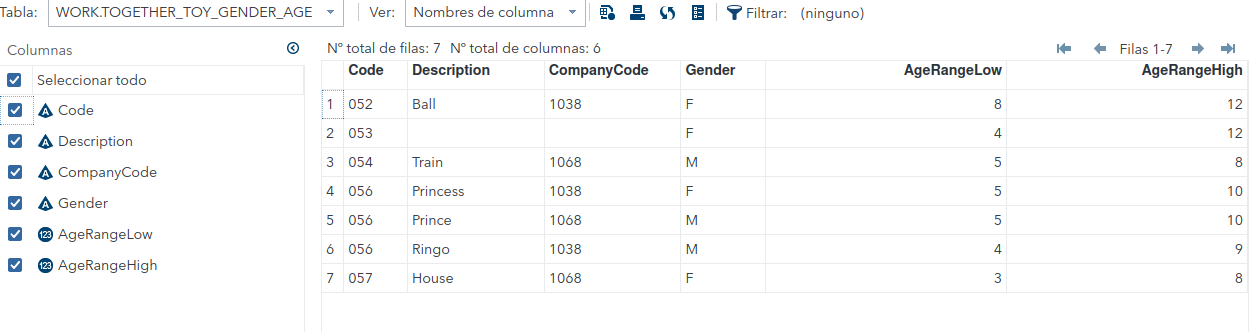 Tabla: WORK.TOGETHER_TOY_GENDER_AGE Ver: Nombres de columna Filtrar: (ninguno)
Columnas
Seleccionar todo
Code
Description
CompanyCode
Gender
AgeRangeLow
AgeRangeHigh
Nº total de filas: 7 Nº total de columnas: 6 Filas 1-7
Code Description CompanyCode Gender AgeRangeLow AgeRangeHigh
1 052 Ball 1038 F 8 12
2 053 F 4 12
3 054 Train 1068 M 5 8
4 056 Princess 1038 F 5 10
5 056 Prince 1068 M 5 10
6 056 Ringo 1038 M 4 9
7 057 House 1068 F 3 8